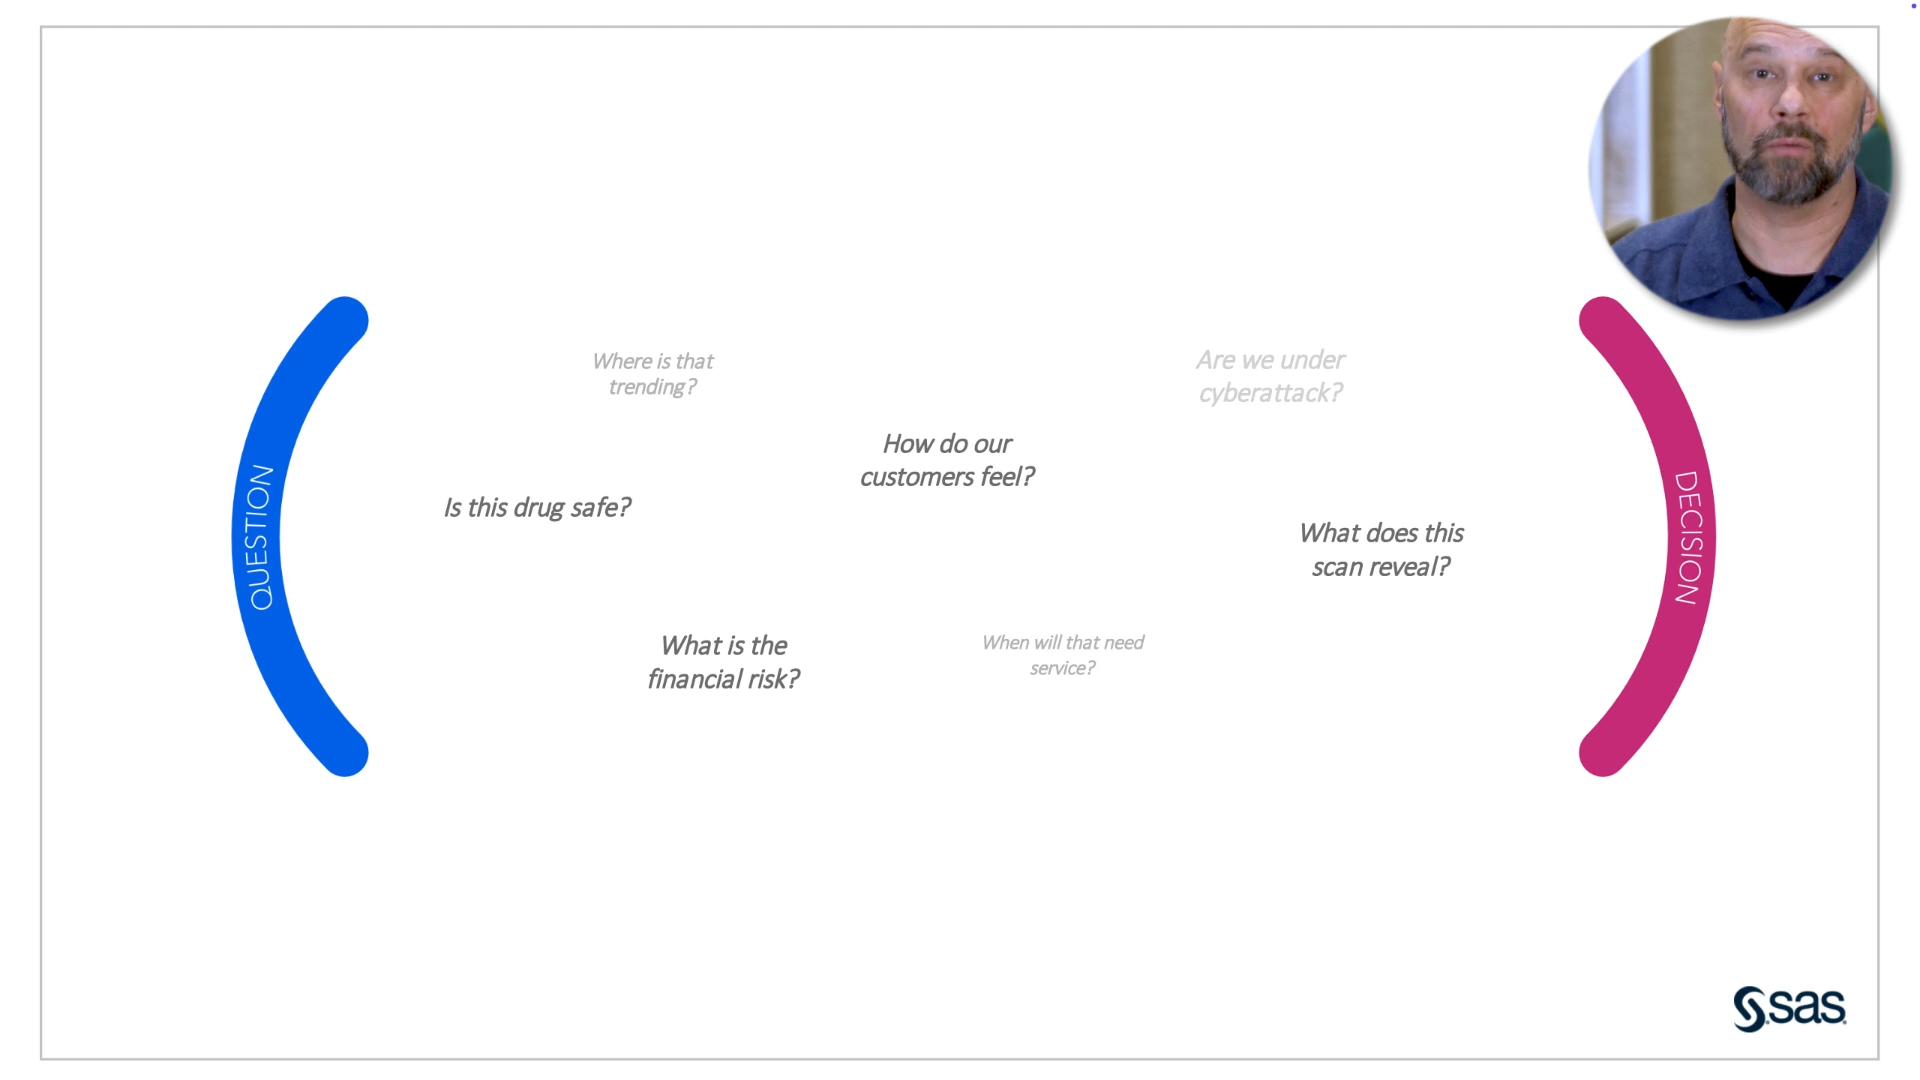 Where is that
trending?
Are we under
cyberattack?
How do our
customers feel?
Is this drug safe?
What does this
scan reveal?
QUESTION
DECISION
What is the
financial risk?
When will that need
service?
sas